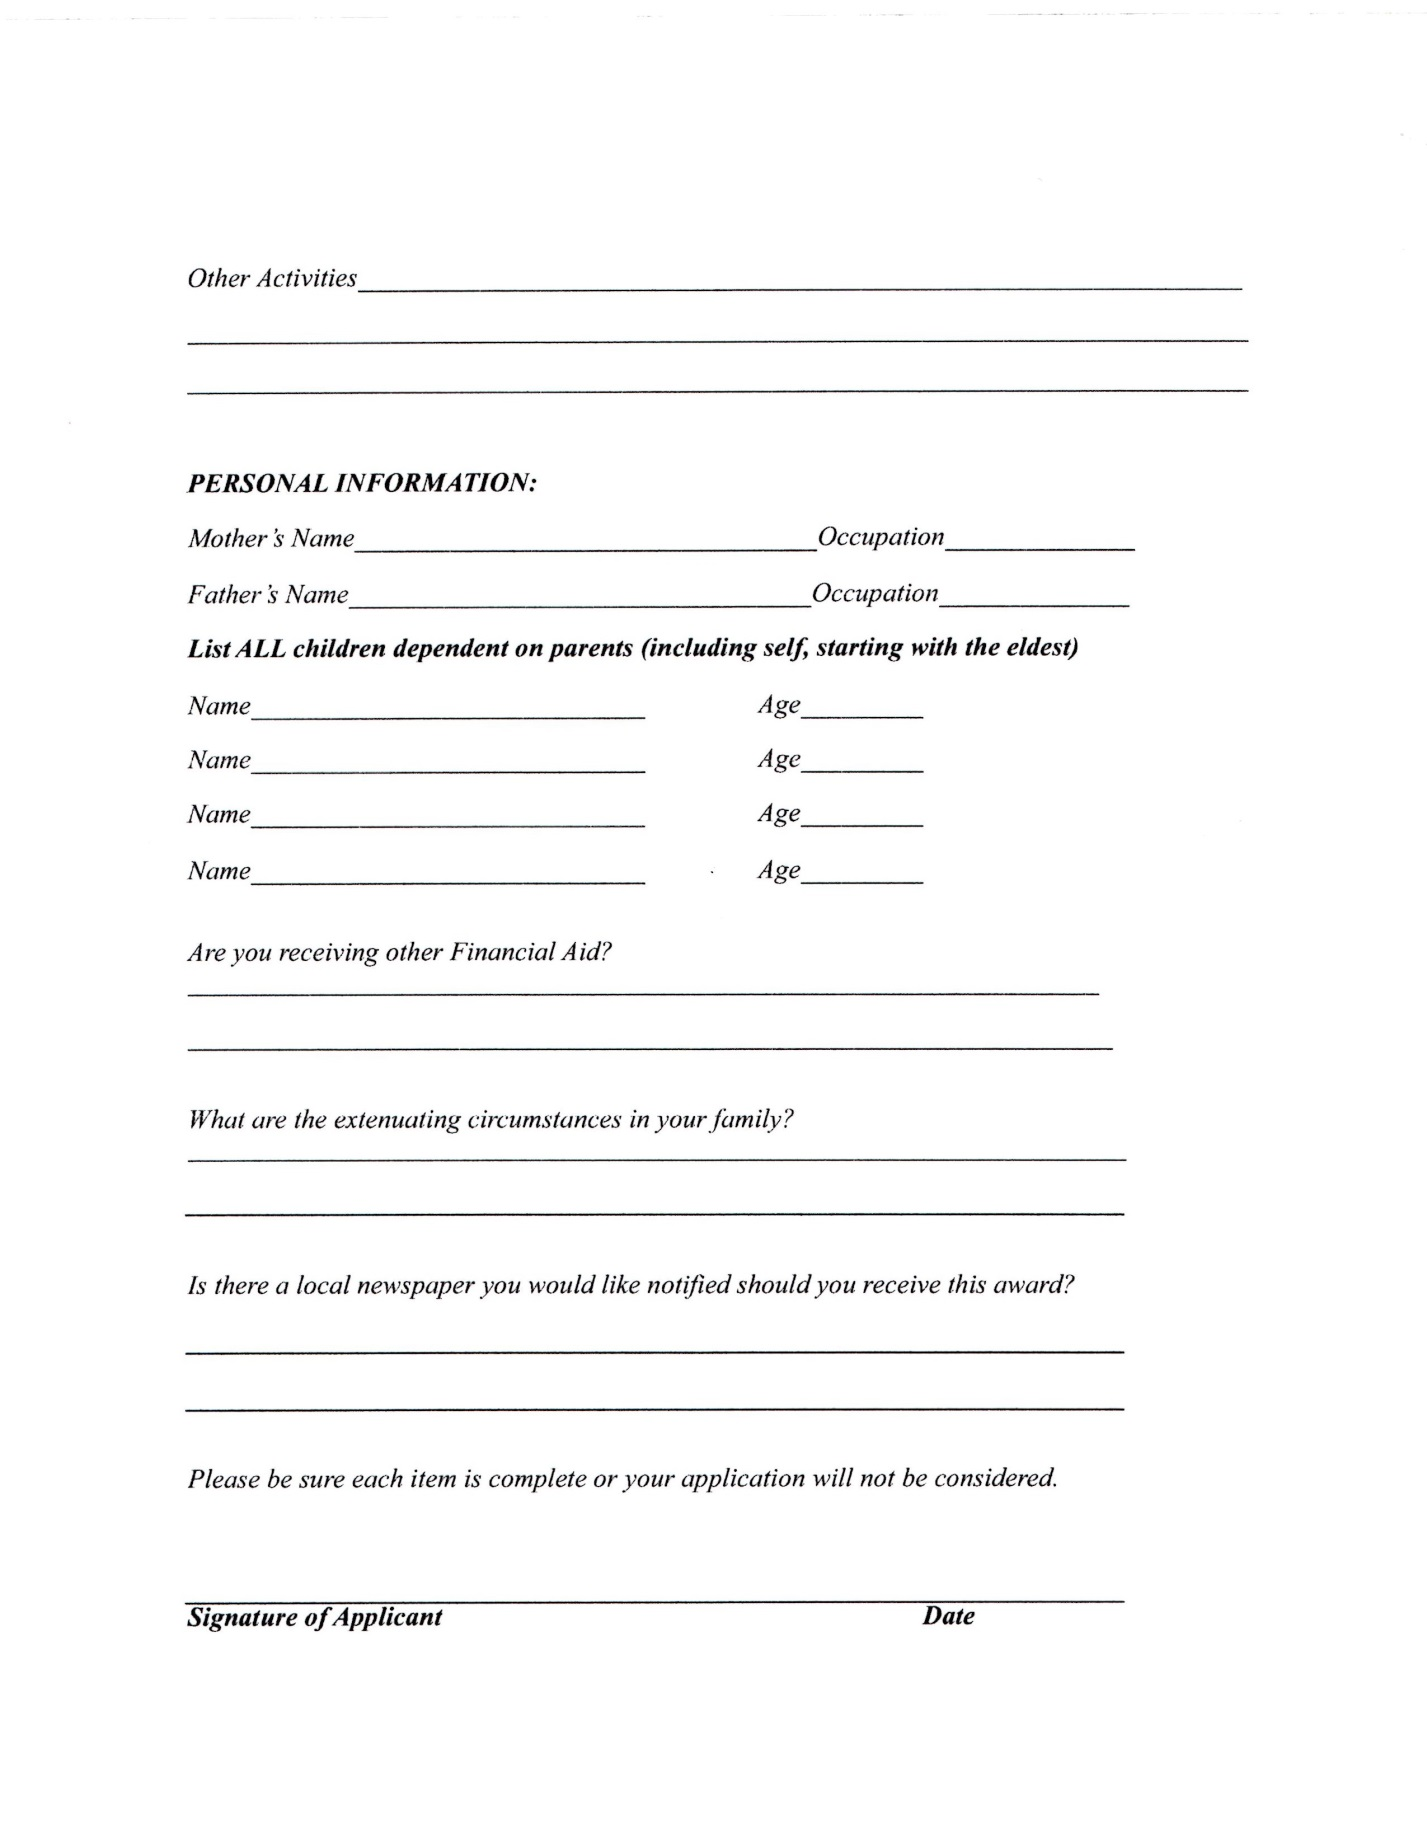 Other Activities
PERSONAL INFORMATION:
Mother's Name Occupation
Father's Name Occupation
List ALL children dependent on parents (including self, starting with the eldest)
Name Age
Name Age
Name Age
Name Age
Are you receiving other Financial Aid?
What are the extenuating circumstances in your family?
Is there a local newspaper you would like notified should you receive this award?
Please be sure each item is complete or your application will not be considered.
Signature of Applicant Date